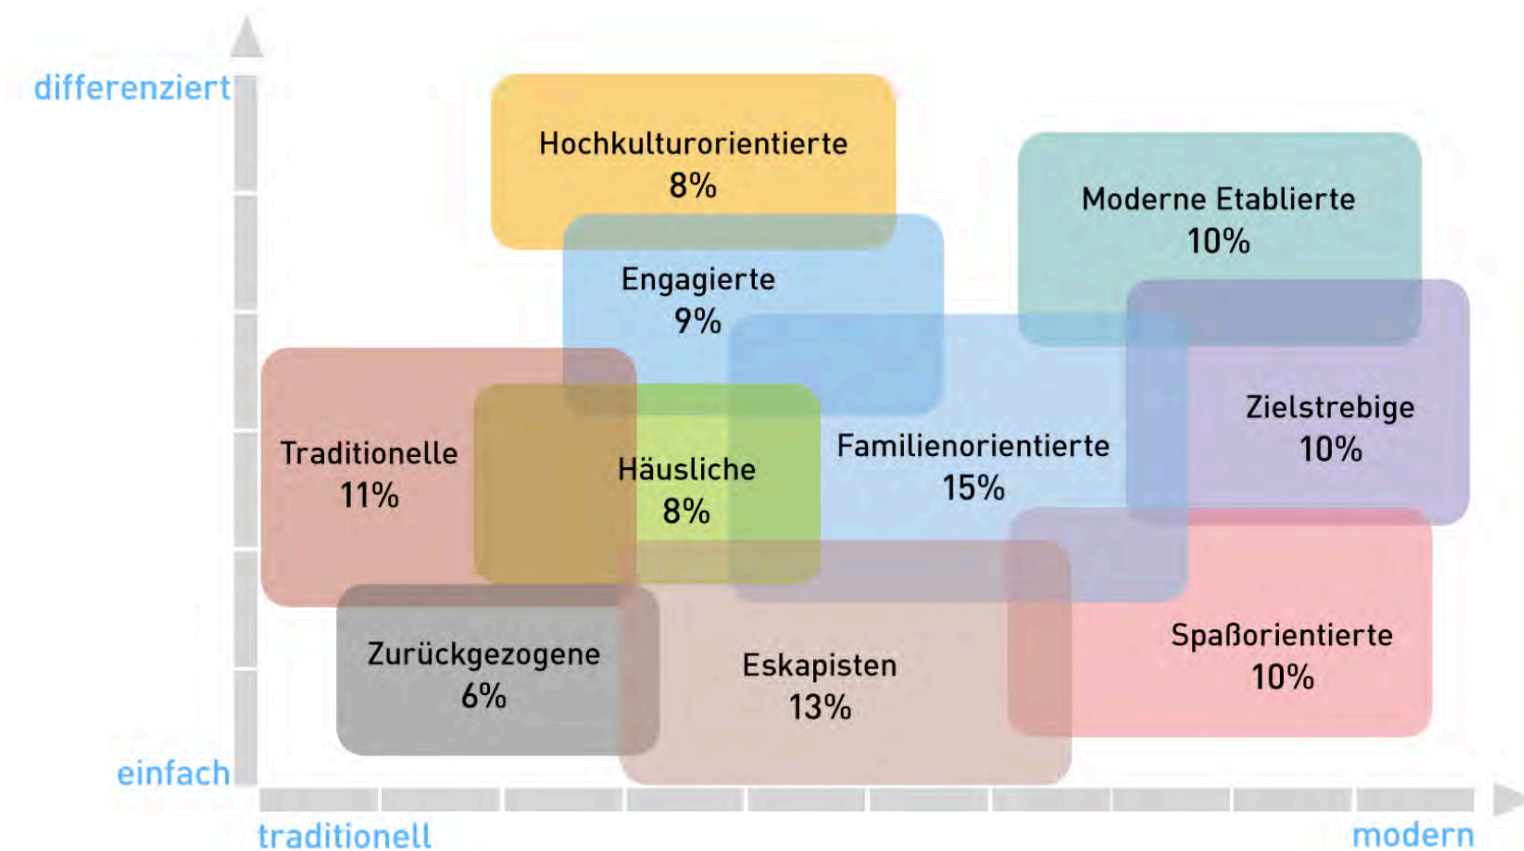 differenziert
Hochkulturorientierte
8%
Moderne Etablierte
10%
Engagierte
9%
Zielstrebige
10%
Familienorientierte
15%
Traditionelle
11%
Häusliche
8%
Spaßorientierte
10%
Zurückgezogene
6%
Eskapisten
13%
einfach
traditionell
modern